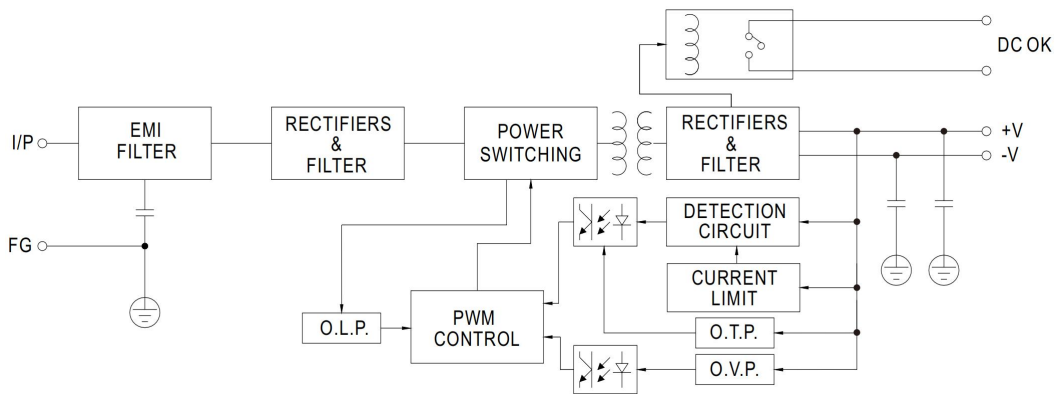 DC OK
I/P
EMI
FILTER
RECTIFIERS
&
FILTER
POWER
SWITCHING
RECTIFIERS
&
FILTER
+V
-V
DETECTION
CIRCUIT
FG
CURRENT
LIMIT
O.L.P.
PWM
CONTROL
O.T.P.
O.V.P.